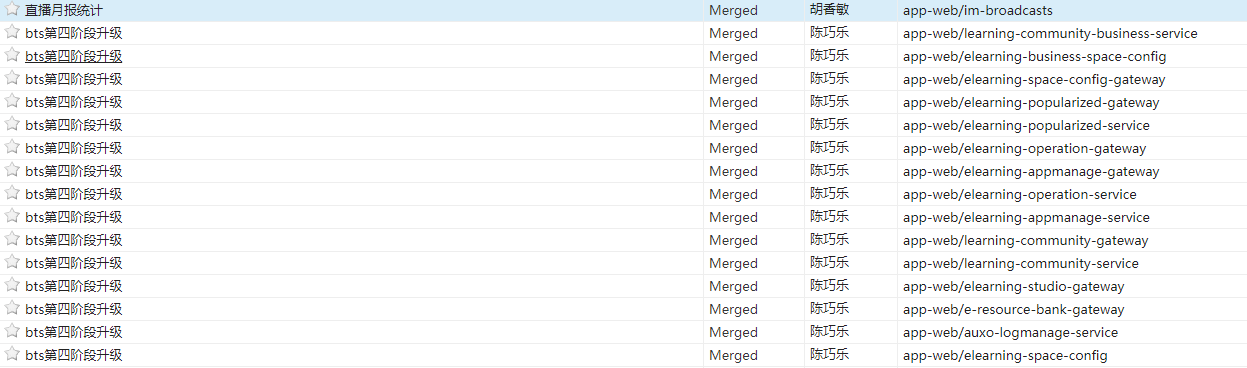 直播月报统计 Merged 胡香敏 app-web/im-broadcasts
bts第四阶段升级 Merged 陈巧乐 app-web/learning-community-business-service
bts第四阶段升级 Merged 陈巧乐 app-web/elearning-business-space-config
bts第四阶段升级 Merged 陈巧乐 app-web/elearning-space-config-gateway
bts第四阶段升级 Merged 陈巧乐 app-web/elearning-popularized-gateway
bts第四阶段升级 Merged 陈巧乐 app-web/elearning-popularized-service
bts第四阶段升级 Merged 陈巧乐 app-web/elearning-operation-gateway
bts第四阶段升级 Merged 陈巧乐 app-web/elearning-appmanage-gateway
bts第四阶段升级 Merged 陈巧乐 app-web/elearning-operation-service
bts第四阶段升级 Merged 陈巧乐 app-web/elearning-appmanage-service
bts第四阶段升级 Merged 陈巧乐 app-web/learning-community-gateway
bts第四阶段升级 Merged 陈巧乐 app-web/learning-community-service
bts第四阶段升级 Merged 陈巧乐 app-web/elearning-studio-gateway
bts第四阶段升级 Merged 陈巧乐 app-web/e-resource-bank-gateway
bts第四阶段升级 Merged 陈巧乐 app-web/auxo-logmanage-service
bts第四阶段升级 Merged 陈巧乐 app-web/elearning-space-config